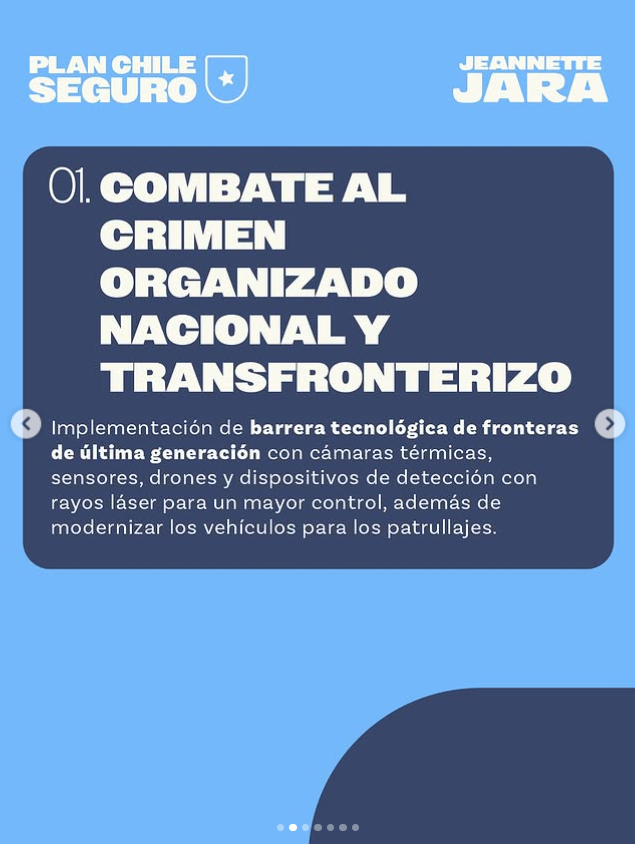 PLAN CHILE
SEGURO
JEANNETTE
JARA
01. COMBATE AL
CRIMEN
ORGANIZADO
NACIONAL Y
TRANSFRONTERIZO
Implementación de barrera tecnológica de fronteras
de última generación con cámaras térmicas,
sensores, drones y dispositivos de detección con
rayos láser para un mayor control, además de
modernizar los vehículos para los patrullajes.